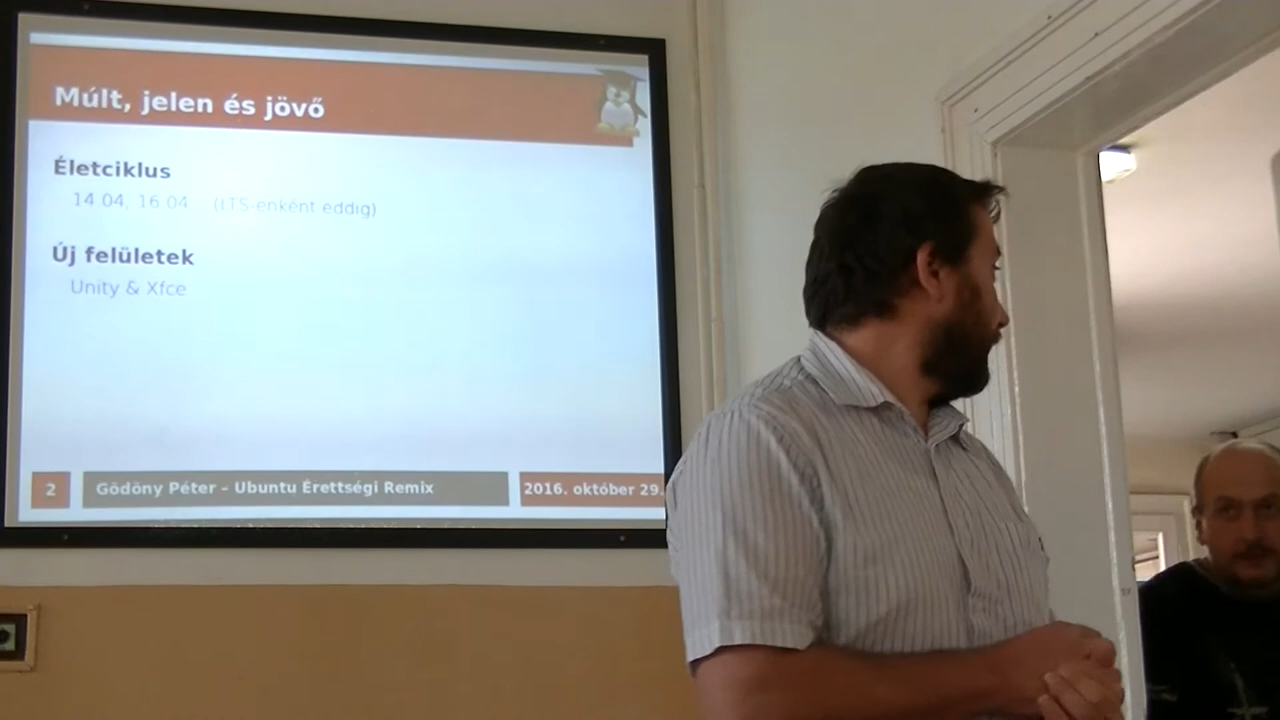 Múlt, jelen és jövő
Életciklus
14.04, 16.04 (LTS-enként eddig)
Új felületek
Unity & Xfce
2 Gödöny Péter – Ubuntu Érettségi Remix 2016. október 29.